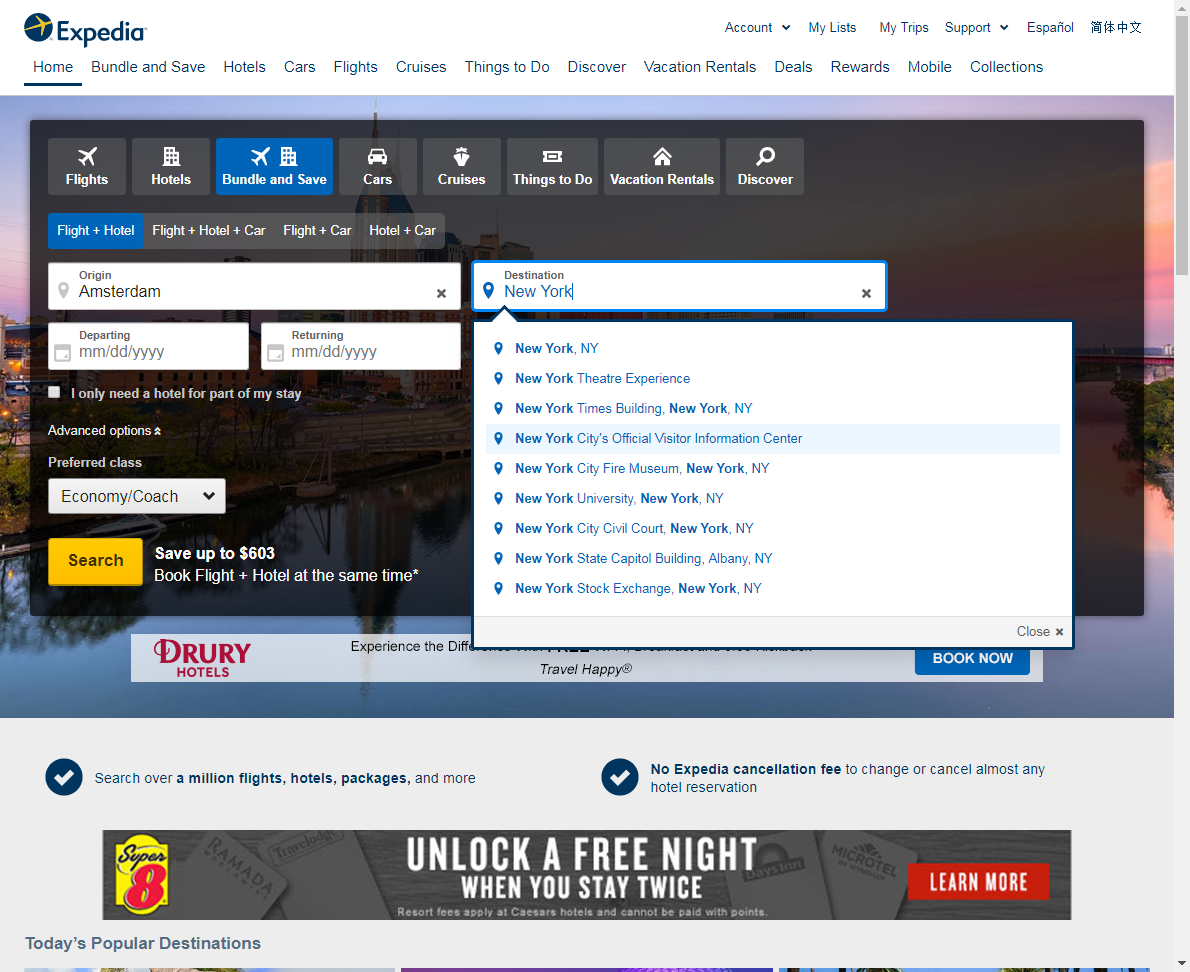 Expedia
Account My Lists My Trips Support Español 简体中文
Home Bundle and Save Hotels Cars Flights Cruises Things to Do Discover Vacation Rentals Deals Rewards Mobile Collections
Flights Hotels Bundle and Save Cars Cruises Things to Do Vacation Rentals Discover
Flight + Hotel Flight + Hotel + Car Flight + Car Hotel + Car
Origin
Amsterdam
Destination
New York
Departing
mm/dd/yyyy
Returning
mm/dd/yyyy
I only need a hotel for part of my stay
Advanced options
Preferred class
Economy/Coach
Search
Save up to $603
Book Flight + Hotel at the same time*
New York, NY
New York Theatre Experience
New York Times Building, New York, NY
New York City's Official Visitor Information Center
New York City Fire Museum, New York, NY
New York University, New York, NY
New York City Civil Court, New York, NY
New York State Capitol Building, Albany, NY
New York Stock Exchange, New York, NY
Close
DRURY
HOTELS
Experience the
Travel Happy®
BOOK NOW
Search over a million flights, hotels, packages, and more
No Expedia cancellation fee to change or cancel almost any
hotel reservation
Super
8
RAMADA
Travelodge
UNLOCK A FREE NIGHT
WHEN YOU STAY TWICE
Resort fees apply at Caesars hotels and cannot be paid with points.
Days Inn
MICROTEL
LEARN MORE
Today's Popular Destinations